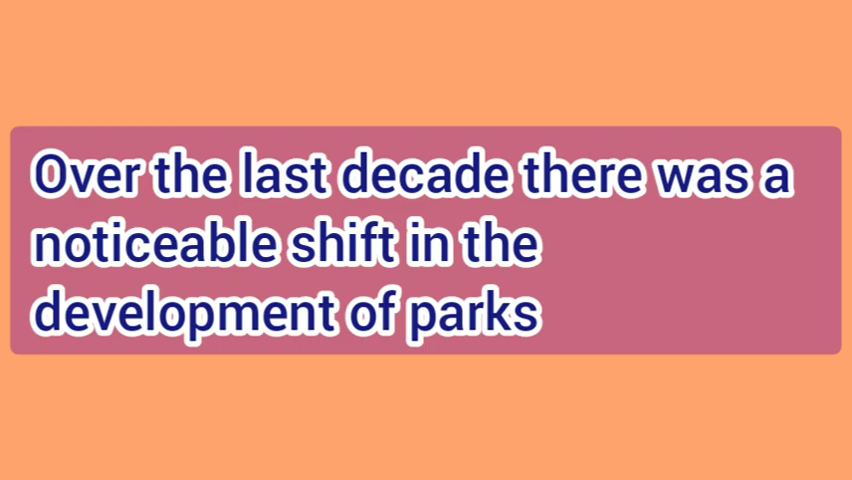 Over the last decade there was a
noticeable shift in the
development of parks